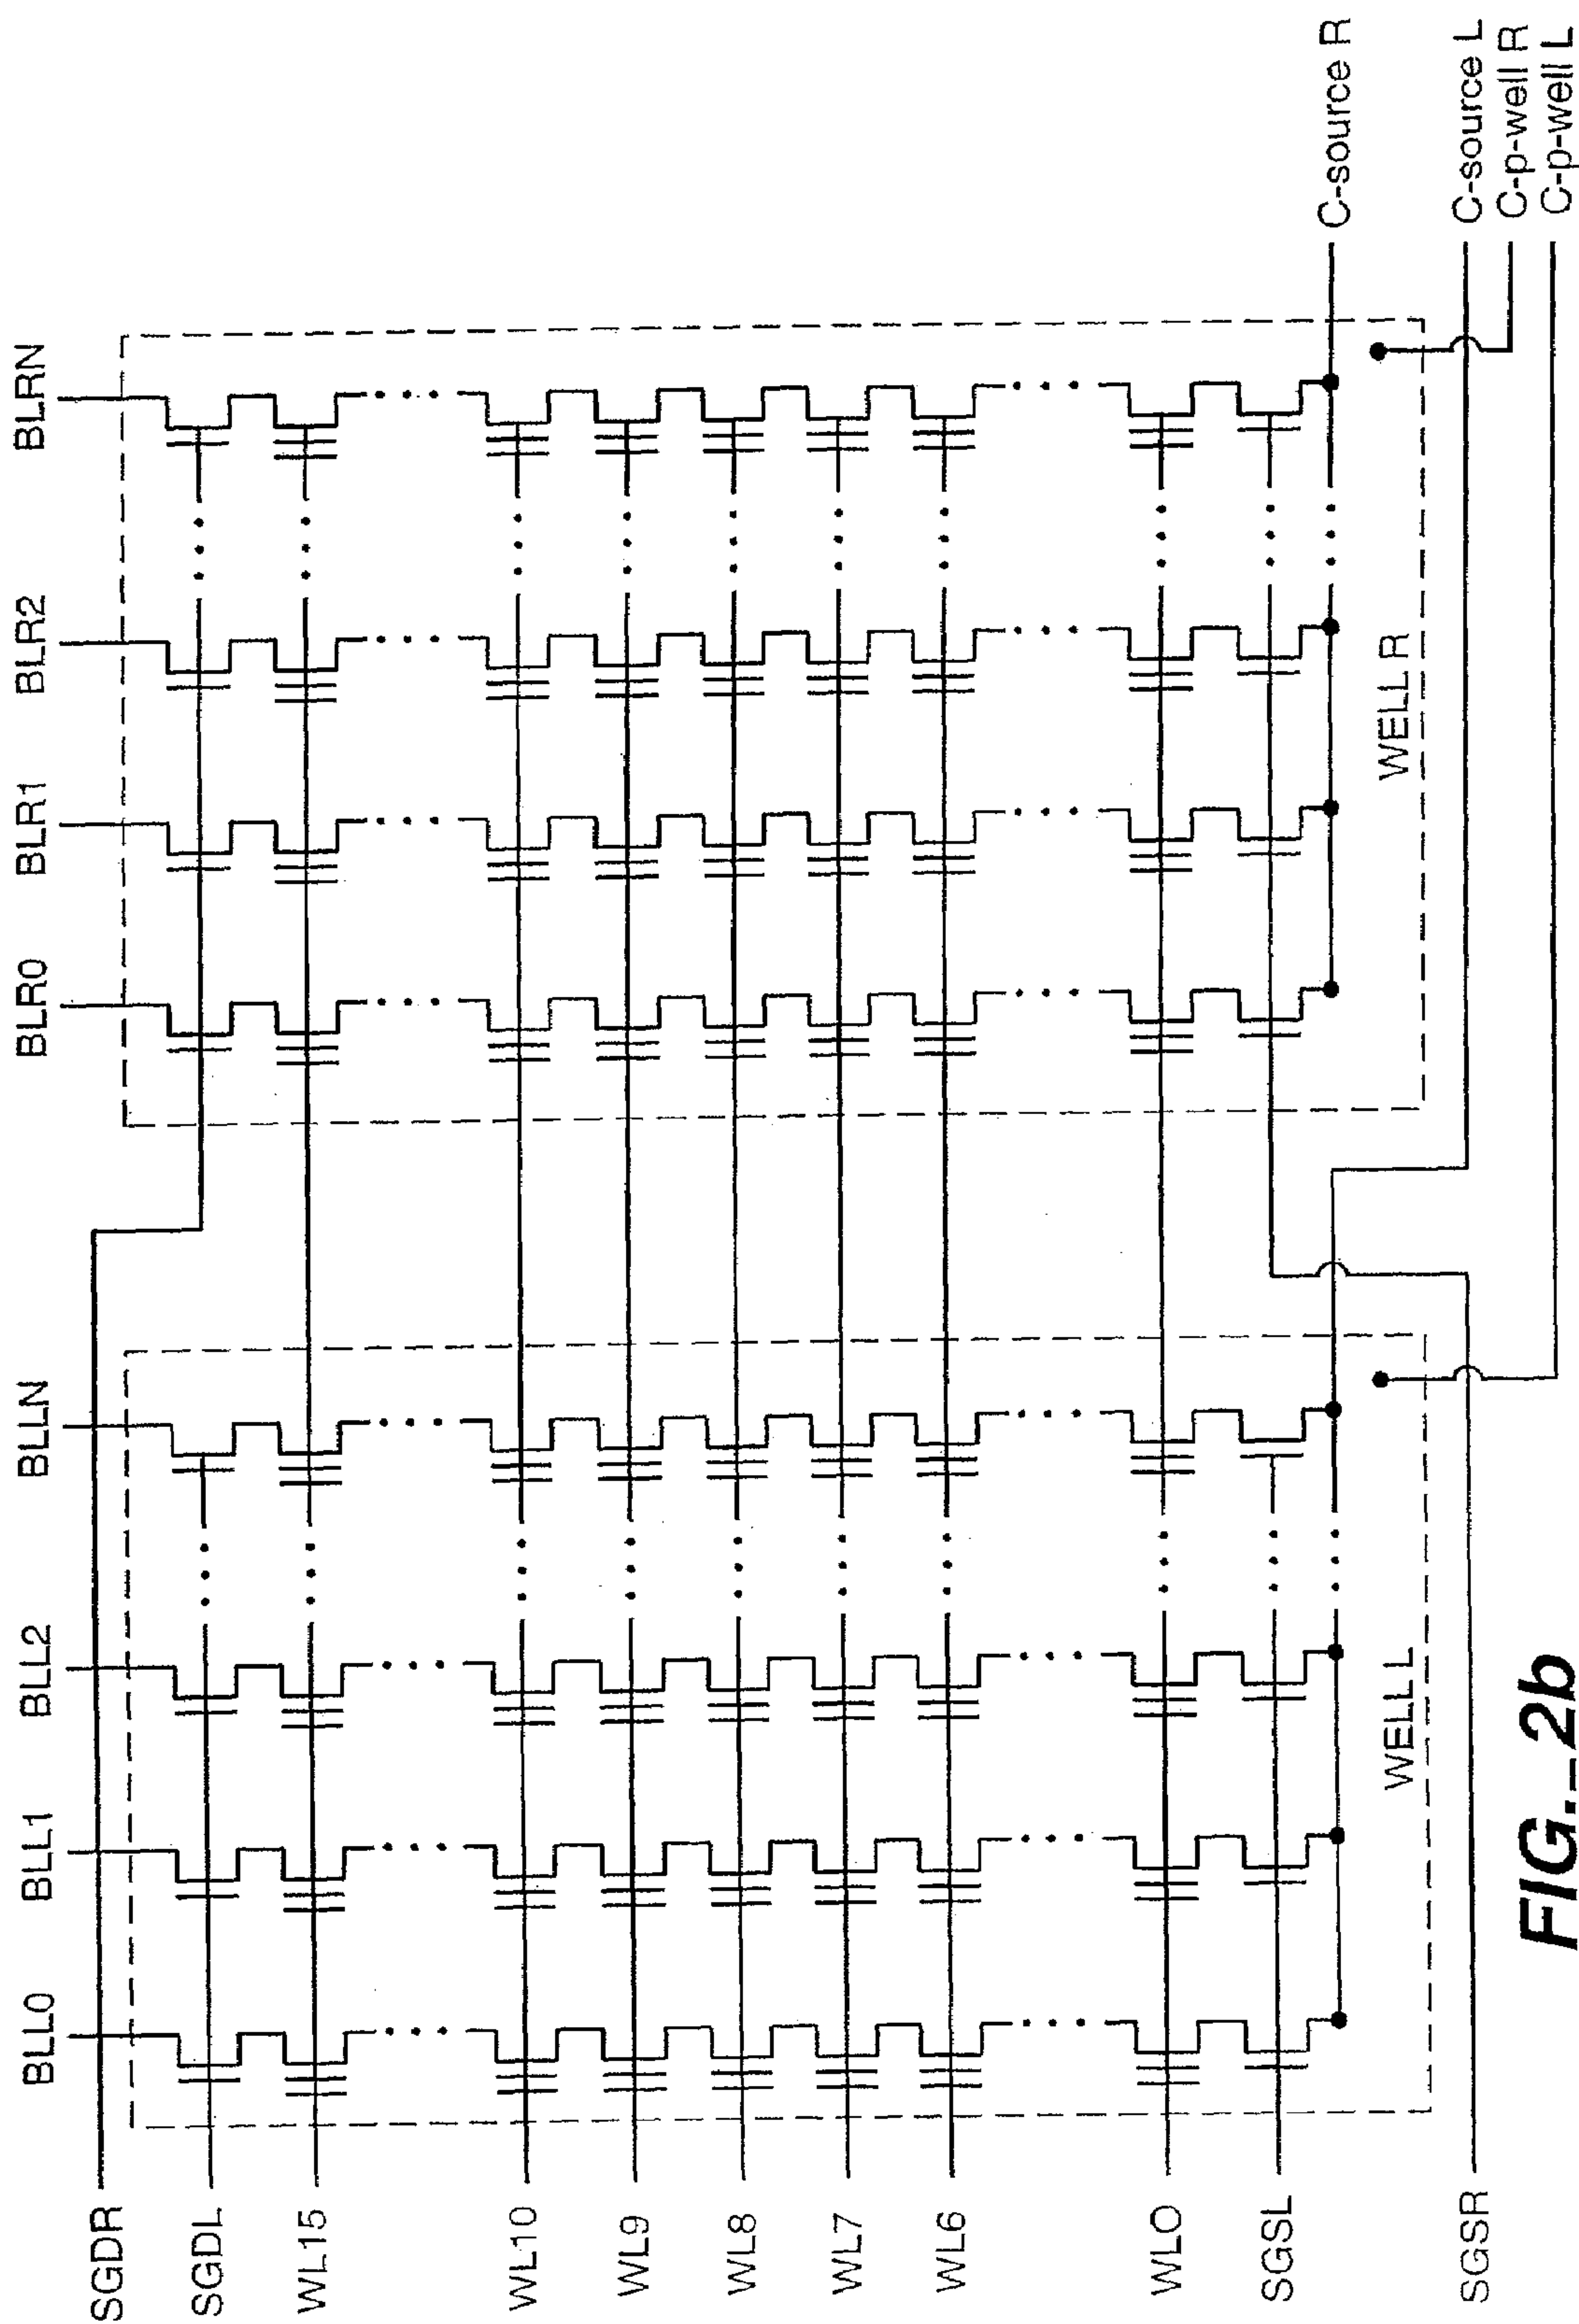 BLL0
BLL1
BLL2
BLLN
BLR0
BLR1
BLR2
BLRN
SGDR
SGDL
WL15
WL10
WL9
WL8
WL7
WL6
WLO
SGSL
SGSR
WELL L
WELL R
C-source R
C-source L
C-p-well R
C-p-well L
FIG._2b